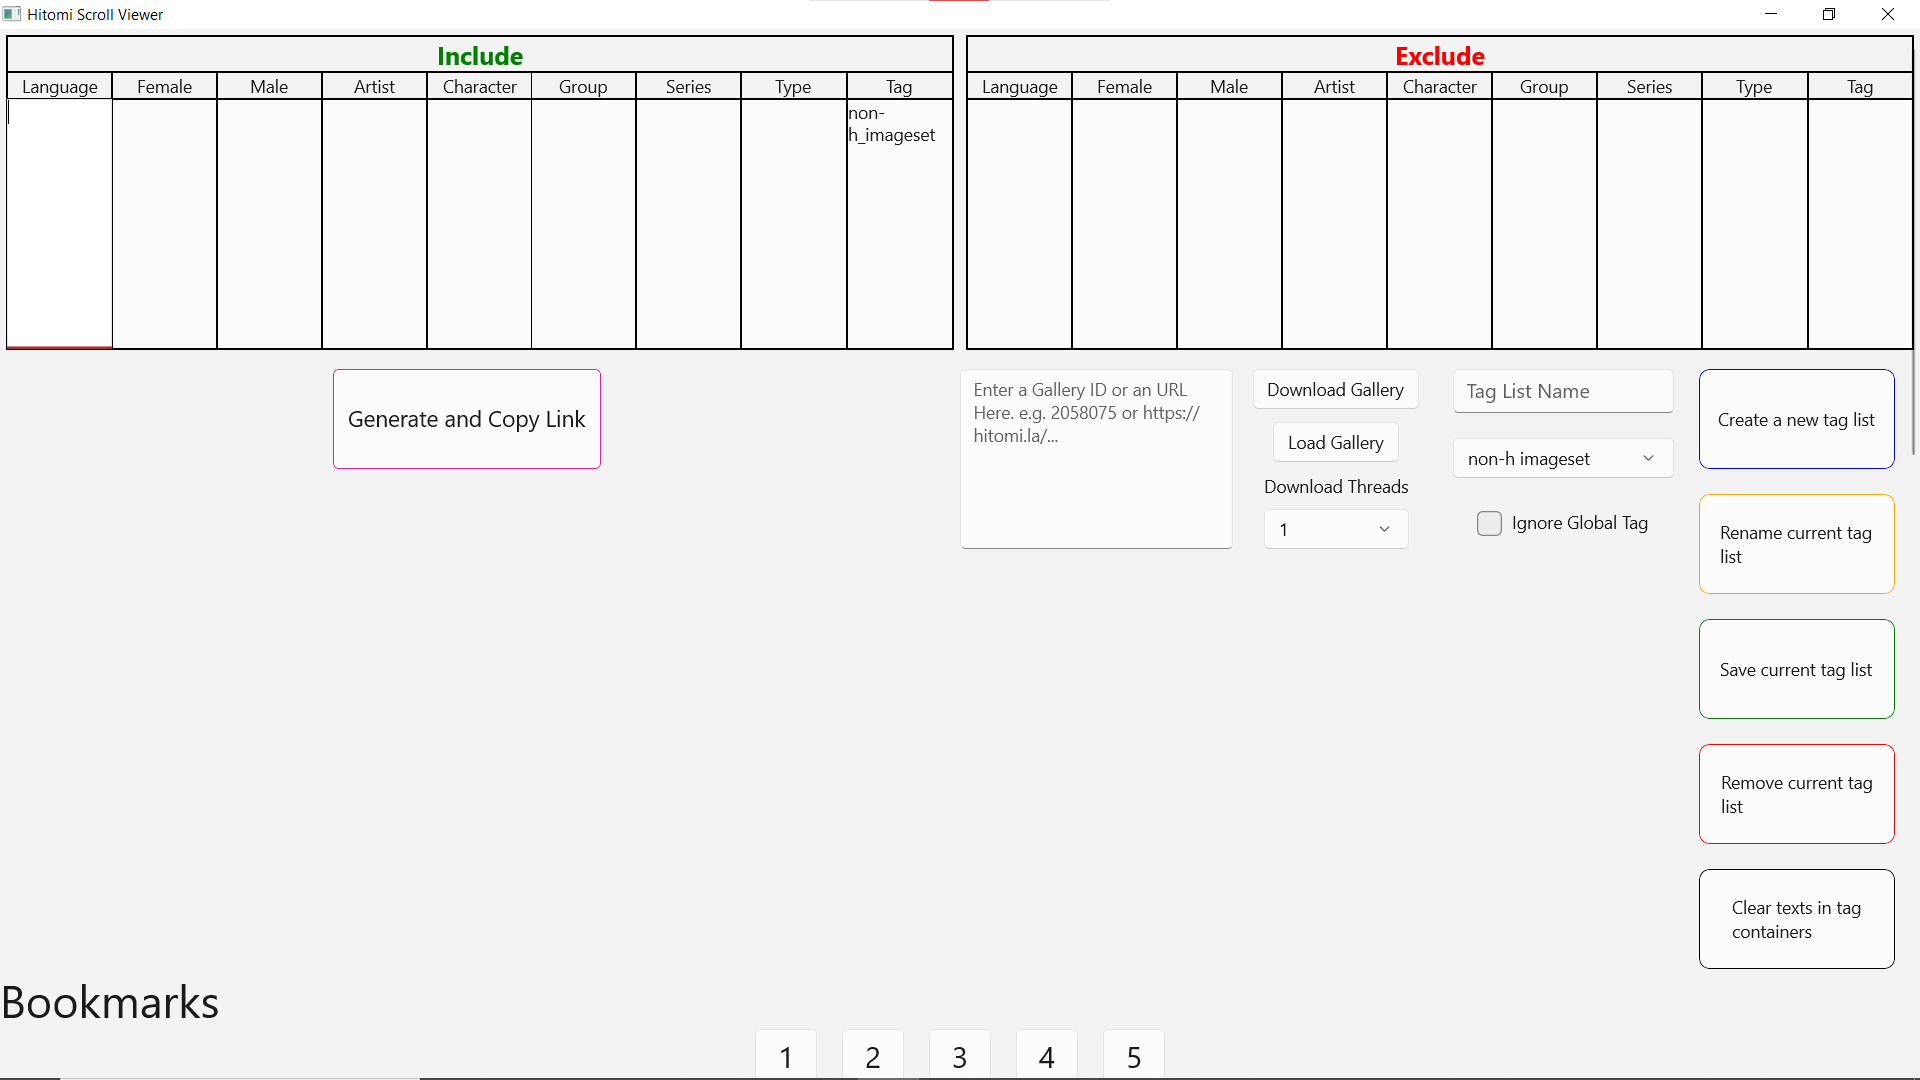 Hitomi Scroll Viewer
Include
Exclude
Language Female Male Artist Character Group Series Type Tag
Language Female Male Artist Character Group Series Type Tag
non-
h_imageset
Generate and Copy Link
Enter a Gallery ID or an URL
Here. e.g. 2058075 or https://
hitomi.la/...
Download Gallery
Load Gallery
Download Threads
1
Tag List Name
non-h imageset
Ignore Global Tag
Create a new tag list
Rename current tag
list
Save current tag list
Remove current tag
list
Clear texts in tag
containers
Bookmarks
1 2 3 4 5